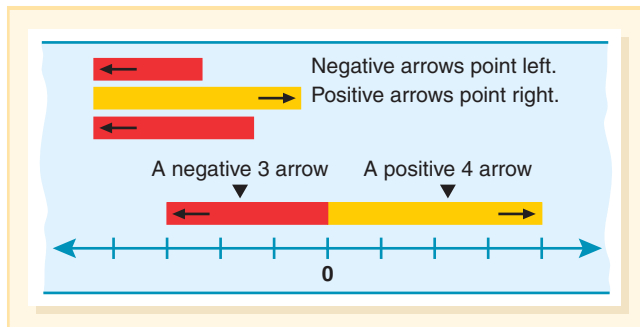 Negative arrows point left.
Positive arrows point right.
A negative 3 arrow A positive 4 arrow
0